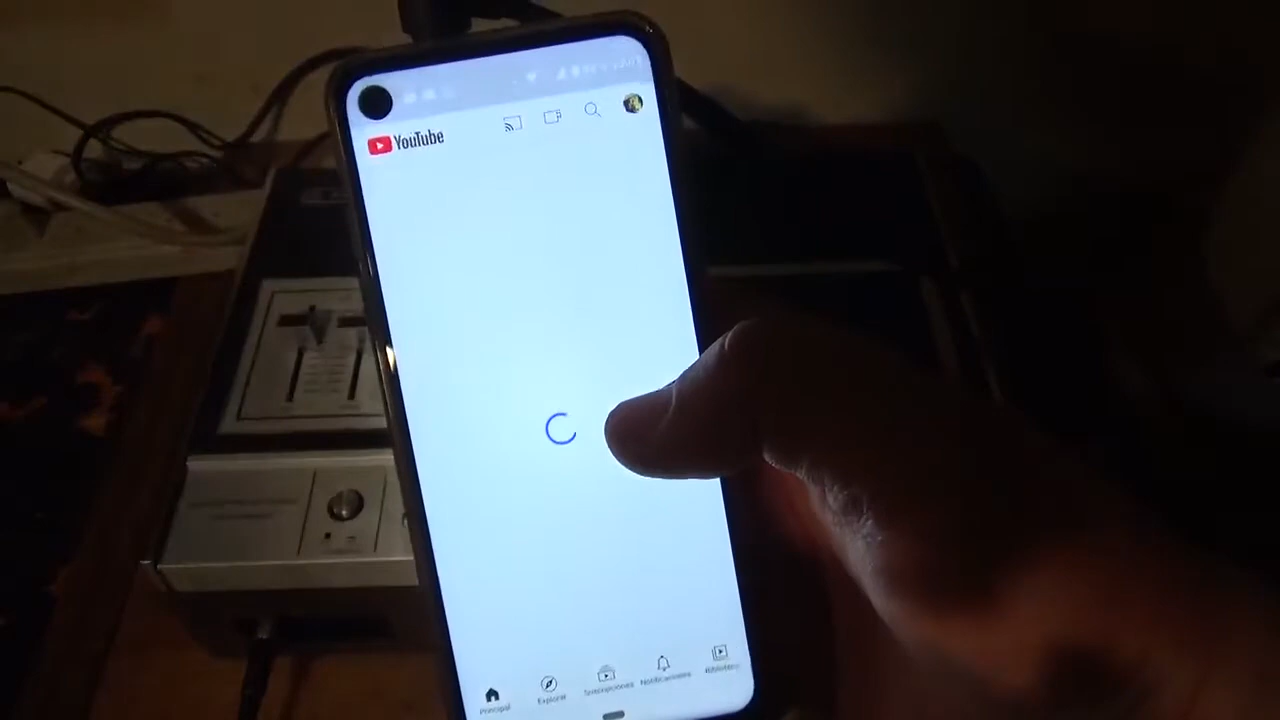 YouTube
Principal
Explorar
Suscripciones
Notificaciones
Biblioteca